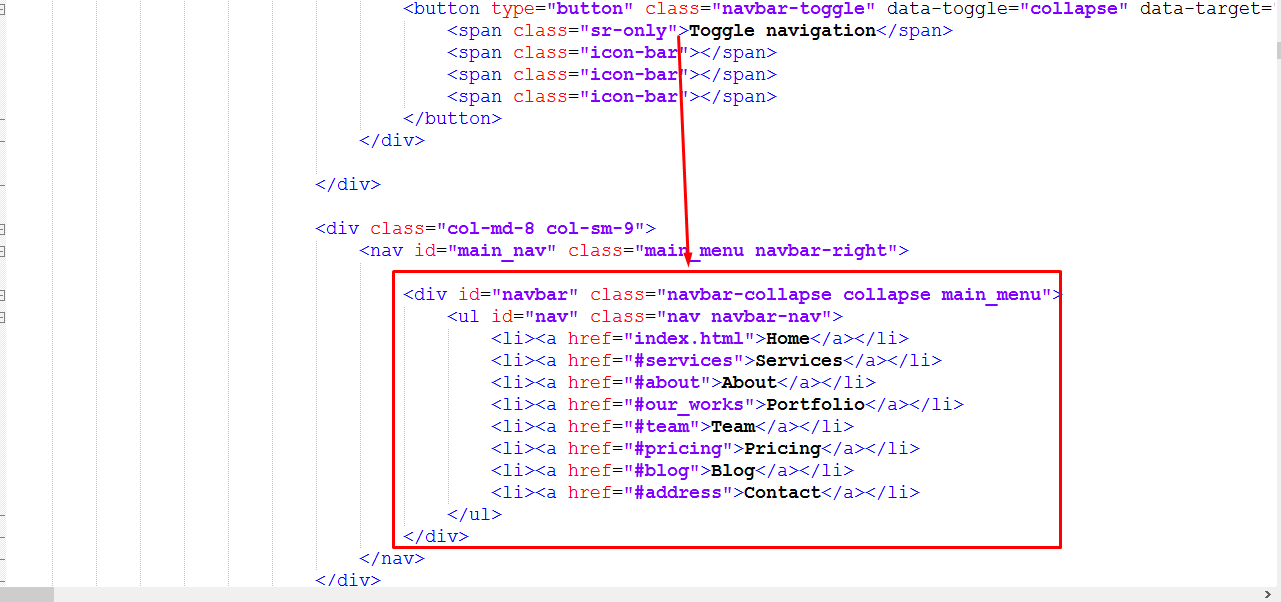 <button type="button" class="navbar-toggle" data-toggle="collapse" data-target=
<span class="sr-only">Toggle navigation</span>
<span class="icon-bar"></span>
<span class="icon-bar"></span>
<span class="icon-bar"></span>
</button>
</div>
</div>
<div class="col-md-8 col-sm-9">
<nav id="main_nav" class="main_menu navbar-right">
<div id="navbar" class="navbar-collapse collapse main_menu">
<ul id="nav" class="nav navbar-nav">
<li><a href="index.html">Home</a></li>
<li><a href="#services">Services</a></li>
<li><a href="#about">About</a></li>
<li><a href="#our_works">Portfolio</a></li>
<li><a href="#team">Team</a></li>
<li><a href="#pricing">Pricing</a></li>
<li><a href="#blog">Blog</a></li>
<li><a href="#address">Contact</a></li>
</ul>
</div>
</nav>
</div>